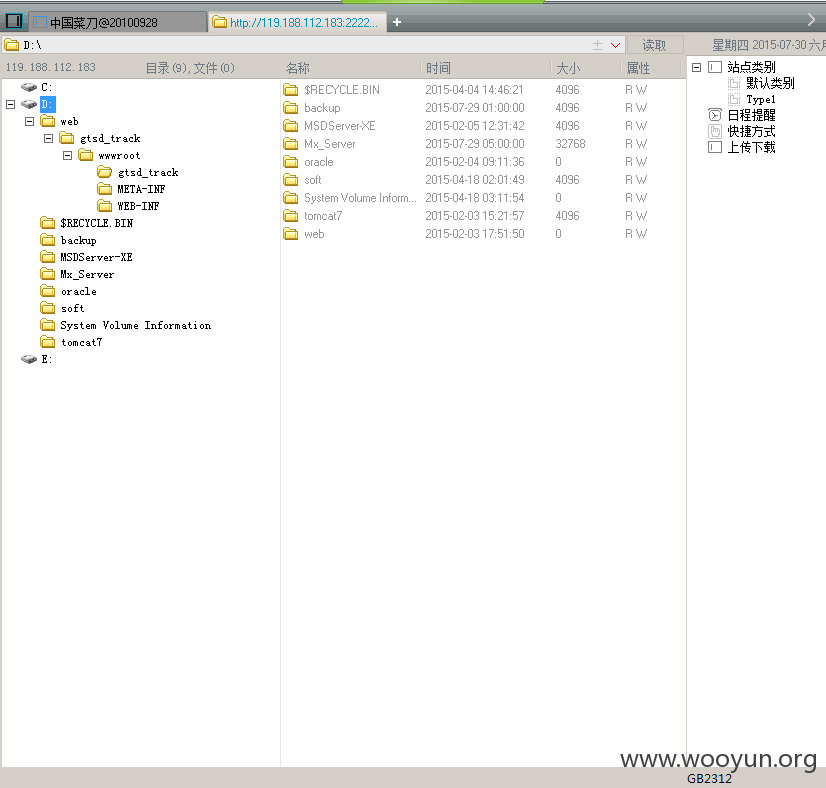 中国菜刀@20100928 http://119.188.112.183:2222... +
D:\ 读取 星期四 2015-07-30 六月
119.188.112.183 目录(9),文件(0) 名称 时间 大小 属性
C:
D:
web
gtsd_track
wwwroot
gtsd_track
META-INF
WEB-INF
$RECYCLE.BIN
backup
MSDServer-XE
Mx_Server
oracle
soft
System Volume Information
tomcat7
E:
$RECYCLE.BIN 2015-04-04 14:46:21 4096 R W
backup 2015-07-29 01:00:00 4096 R W
MSDServer-XE 2015-02-05 12:31:42 4096 R W
Mx_Server 2015-07-29 05:00:00 32768 R W
oracle 2015-02-04 09:11:36 0 R W
soft 2015-04-18 02:01:49 4096 R W
System Volume Inform... 2015-04-18 03:11:54 0 R W
tomcat7 2015-02-03 15:21:57 4096 R W
web 2015-02-03 17:51:50 0 R W
站点类别
默认类别
Type1
日程提醒
快捷方式
上传下载
www.wooyun.org
GB2312